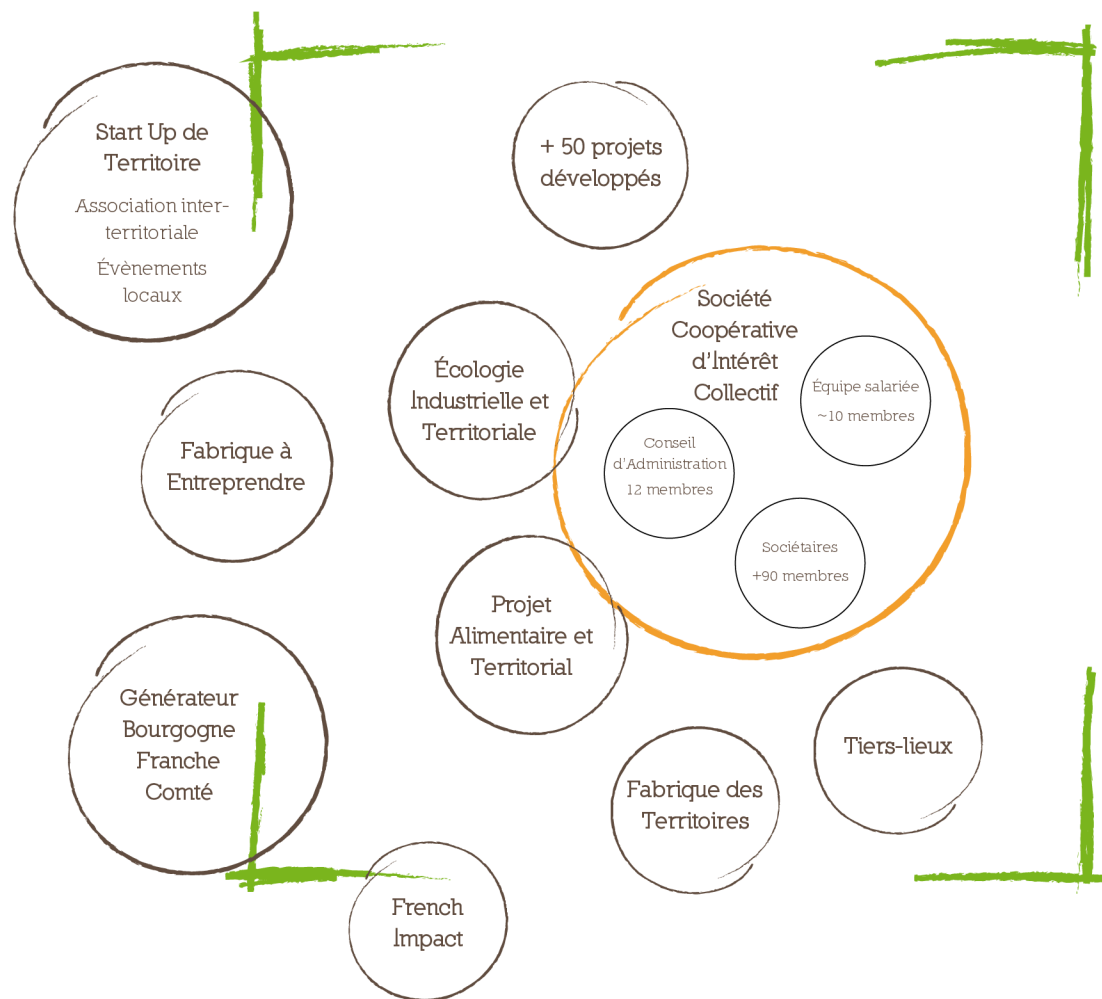 Start Up de
Territoire
Association inter-
territoriale
Évènements
locaux
+ 50 projets
développés
Société
Coopérative
d'Intérêt
Collectif
Équipe salariée
~10 membres
Conseil
d'Administration
12 membres
Sociétaires
+90 membres
Écologie
Industrielle et
Territoriale
Fabrique à
Entreprendre
Projet
Alimentaire et
Territorial
Générateur
Bourgogne
Franche
Comté
Tiers-lieux
Fabrique des
Territoires
French
Impact